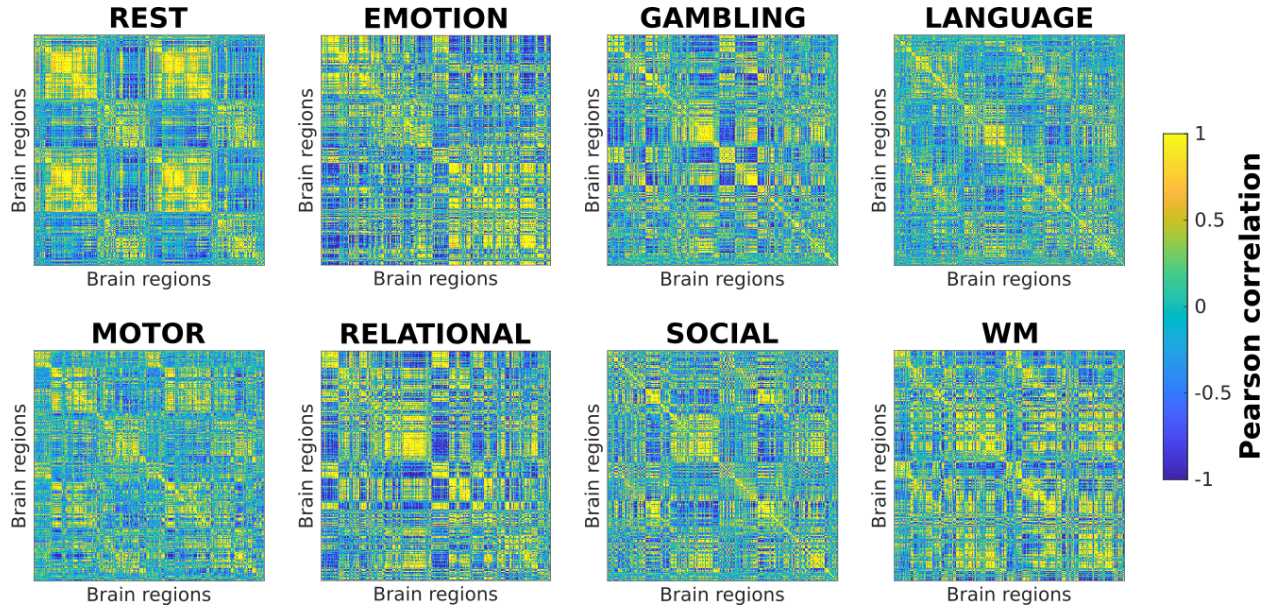 REST
EMOTION
GAMBLING
LANGUAGE
Brain regions
Brain regions
Brain regions
Brain regions
Brain regions
Brain regions
Brain regions
Brain regions
MOTOR
RELATIONAL
SOCIAL
WM
Brain regions
Brain regions
Brain regions
Brain regions
Brain regions
Brain regions
Brain regions
Brain regions
1
0.5
0
-0.5
-1
Pearson correlation